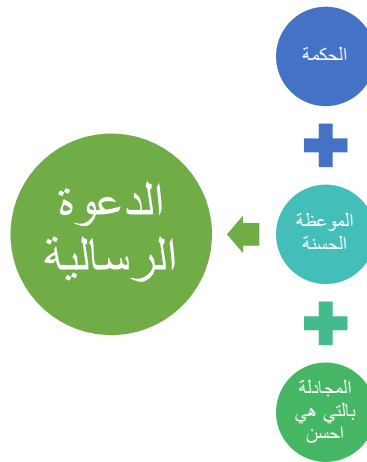 الحكمة
الموعظة
الحسنة
المجادلة
بالتي هي
احسن
الدعوة
الرسالية